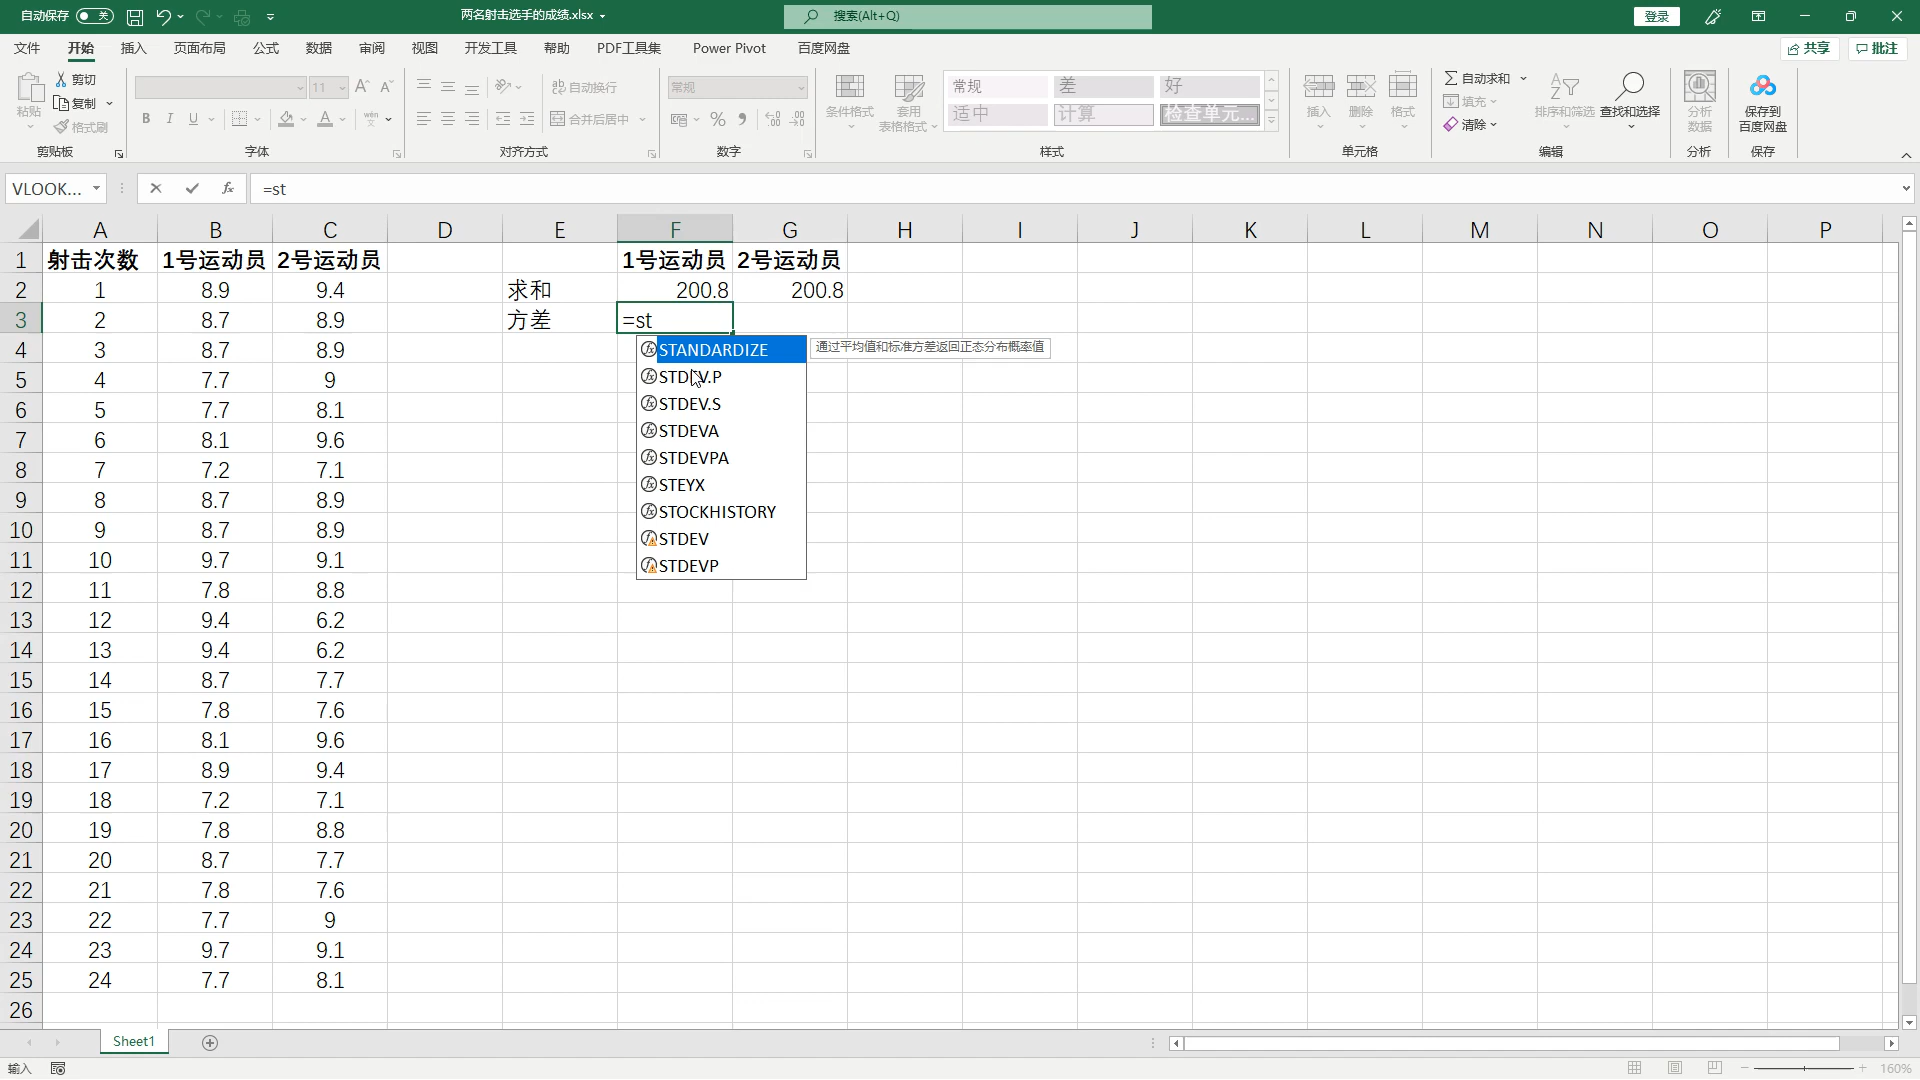 自动保存 关 两名射击选手的成绩.xlsx 搜索(Alt+Q) 登录
文件 开始 插入 页面布局 公式 数据 审阅 视图 开发工具 帮助 PDF工具集 Power Pivot 百度网盘 共享 批注
粘贴 剪切 复制 格式刷
剪贴板
11
B I U A wén 文
字体
ab 自动换行
合并后居中
对齐方式
常规
% 
数字
条件格式 套用 表格格式
常规 差 好
适中 计算 检查单元...
样式
插入 删除 格式
单元格
自动求和 填充 清除
排序和筛选 查找和选择
编辑
分析 数据
分析
保存到 百度网盘
保存
VLOOK... fx =st
A B C D E F G H I J K L M N O P
1 射击次数 1号运动员 2号运动员 1号运动员 2号运动员
2 1 8.9 9.4 求和 200.8 200.8
3 2 8.7 8.9 方差 =st
4 3 8.7 8.9 STANDARDIZE 通过平均值和标准方差返回正态分布概率值
5 4 7.7 9 STDEV.P
6 5 7.7 8.1 STDEV.S
7 6 8.1 9.6 STDEVA
8 7 7.2 7.1 STDEVPA
9 8 8.7 8.9 STEYX
10 9 8.7 8.9 STOCKHISTORY
11 10 9.7 9.1 STDEV
12 11 7.8 8.8 STDEVP
13 12 9.4 6.2
14 13 9.4 6.2
15 14 8.7 7.7
16 15 7.8 7.6
17 16 8.1 9.6
18 17 8.9 9.4
19 18 7.2 7.1
20 19 7.8 8.8
21 20 8.7 7.7
22 21 7.8 7.6
23 22 7.7 9
24 23 9.7 9.1
25 24 7.7 8.1
26
Sheet1
输入 160%